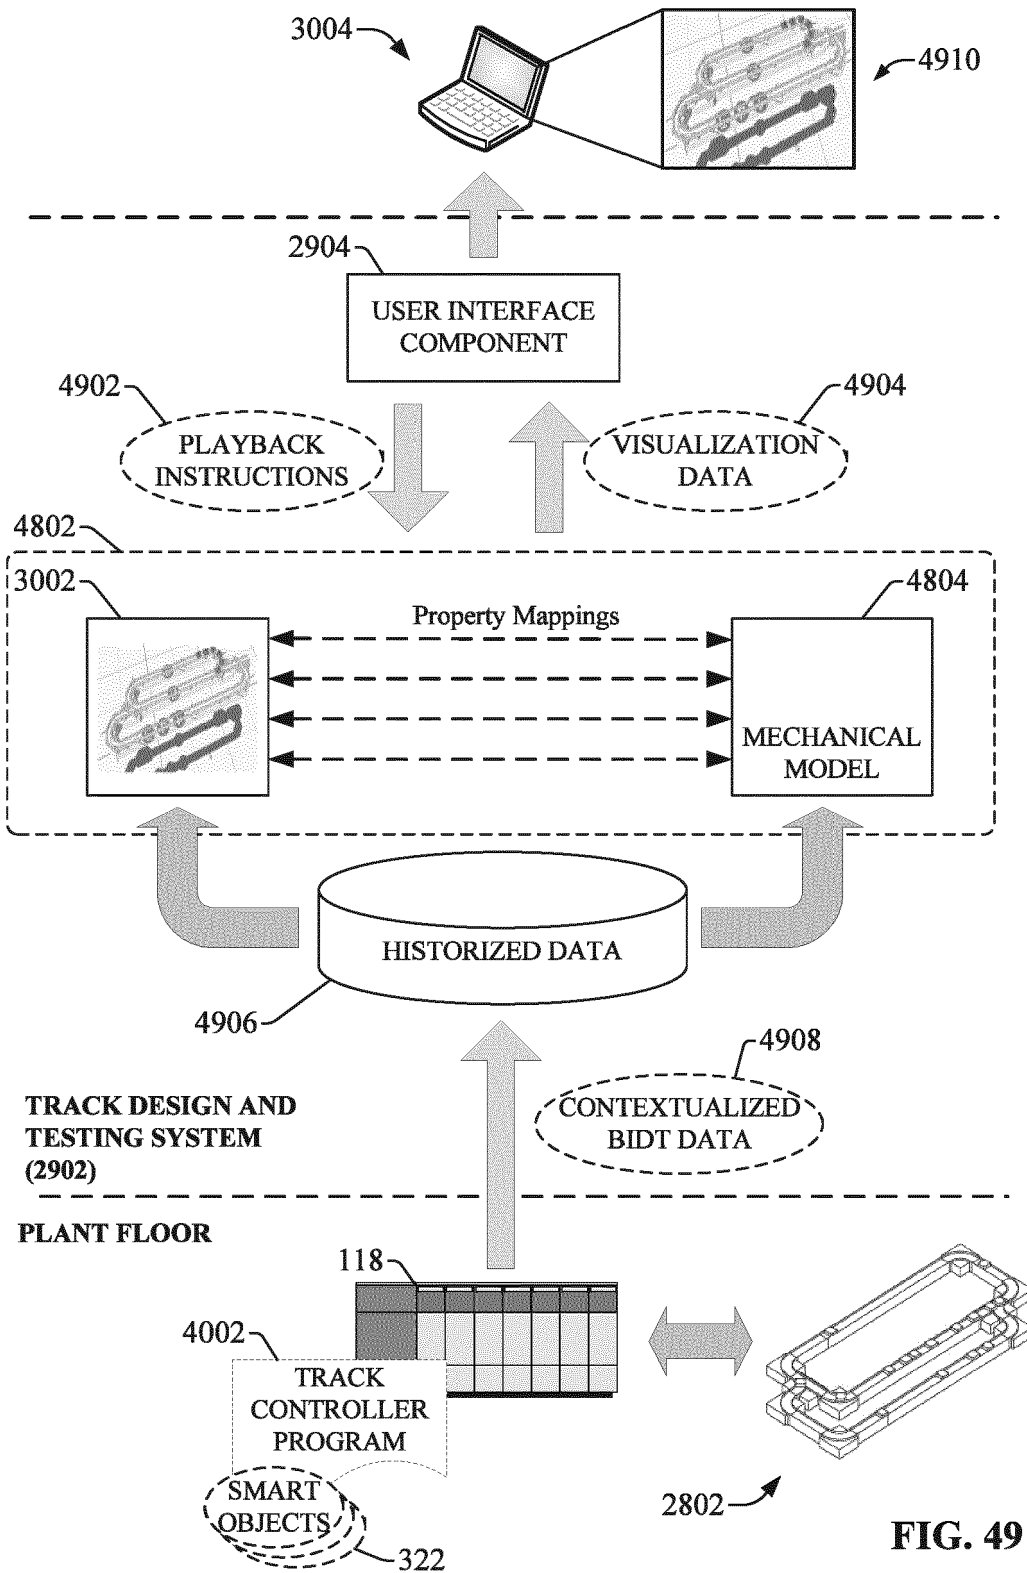 3004
4910
2904
USER INTERFACE
COMPONENT
4902
4904
PLAYBACK
INSTRUCTIONS
VISUALIZATION
DATA
4802
3002
4804
Property Mappings
MECHANICAL
MODEL
HISTORIZED DATA
4906
4908
CONTEXTUALIZED
BIDT DATA
TRACK DESIGN AND
TESTING SYSTEM
(2902)
PLANT FLOOR
118
4002
TRACK
CONTROLLER
PROGRAM
SMART
OBJECTS
322
2802
FIG. 49